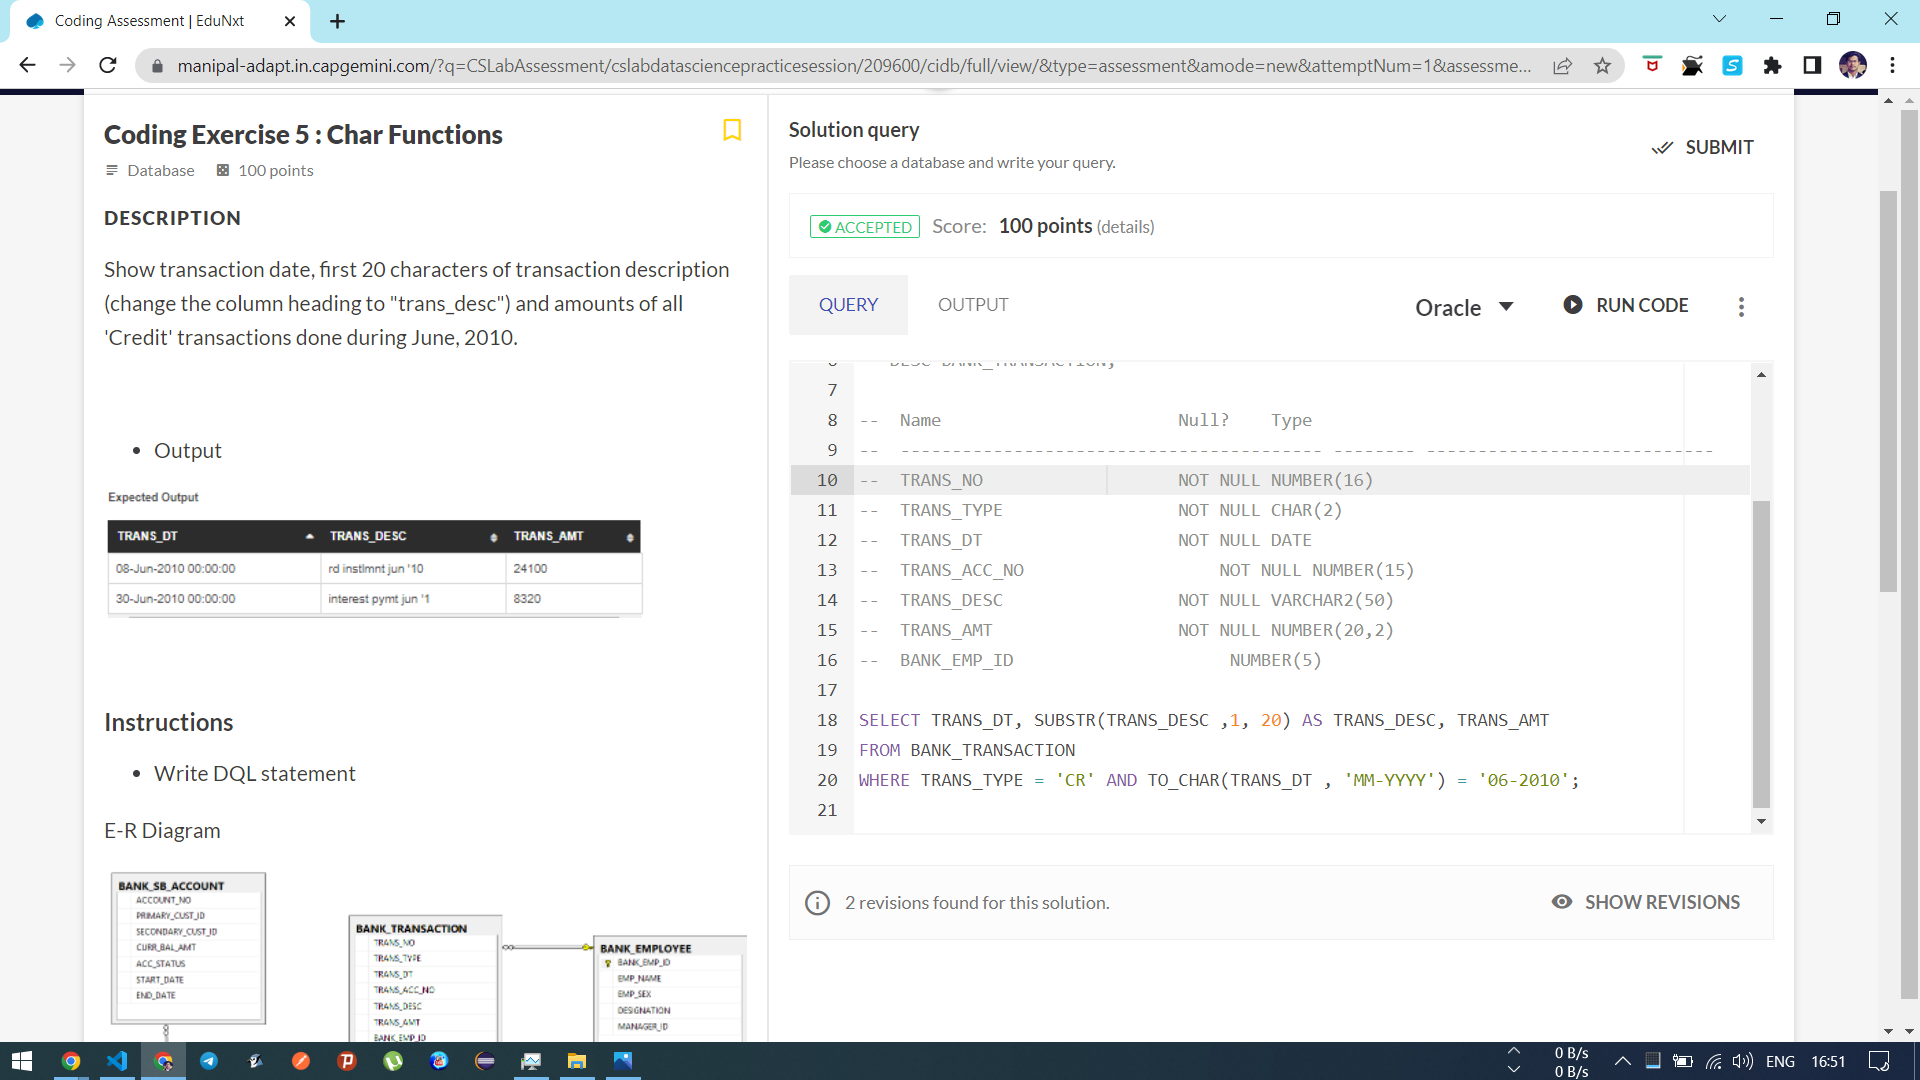 Coding Assessment | EduNxt
manipal-adapt.in.capgemini.com/?q=CSLabAssessment/cslabdatasciencepracticesession/209600/cidb/full/view/&type=assessment&amode=new&attemptNum=1&assessme...
Coding Exercise 5 : Char Functions
Database 100 points
DESCRIPTION
Show transaction date, first 20 characters of transaction description
(change the column heading to "trans_desc") and amounts of all
'Credit' transactions done during June, 2010.
Output
Expected Output
TRANS_DT TRANS_DESC TRANS_AMT
08-Jun-2010 00:00:00 rd instlmnt jun '10 24100
30-Jun-2010 00:00:00 interest pymt jun '1 8320
Instructions
Write DQL statement
E-R Diagram
BANK_SB_ACCOUNT
ACCOUNT_NO
PRIMARY_CUST_ID
SECONDARY_CUST_ID
CURR_BAL_AMT
ACC_STATUS
START_DATE
END_DATE
BANK_TRANSACTION
TRANS_NO
TRANS_TYPE
TRANS_DT
TRANS_ACC_NO
TRANS_DESC
TRANS_AMT
BANK_EMP_ID
BANK_EMPLOYEE
BANK_EMP_ID
EMP_NAME
EMP_SEX
DESIGNATION
MANAGER_ID
Solution query
Please choose a database and write your query.
SUBMIT
ACCEPTED Score: 100 points (details)
QUERY OUTPUT Oracle RUN CODE
6 DESC BANK_TRANSACTION;
7
8 -- Name Null? Type
9 -- ----------------------------------------- -------- ----------------------------
10 -- TRANS_NO NOT NULL NUMBER(16)
11 -- TRANS_TYPE NOT NULL CHAR(2)
12 -- TRANS_DT NOT NULL DATE
13 -- TRANS_ACC_NO NOT NULL NUMBER(15)
14 -- TRANS_DESC NOT NULL VARCHAR2(50)
15 -- TRANS_AMT NOT NULL NUMBER(20,2)
16 -- BANK_EMP_ID NUMBER(5)
17
18 SELECT TRANS_DT, SUBSTR(TRANS_DESC ,1, 20) AS TRANS_DESC, TRANS_AMT
19 FROM BANK_TRANSACTION
20 WHERE TRANS_TYPE = 'CR' AND TO_CHAR(TRANS_DT , 'MM-YYYY') = '06-2010';
21
2 revisions found for this solution. SHOW REVISIONS
0 B/s
0 B/s
ENG 16:51